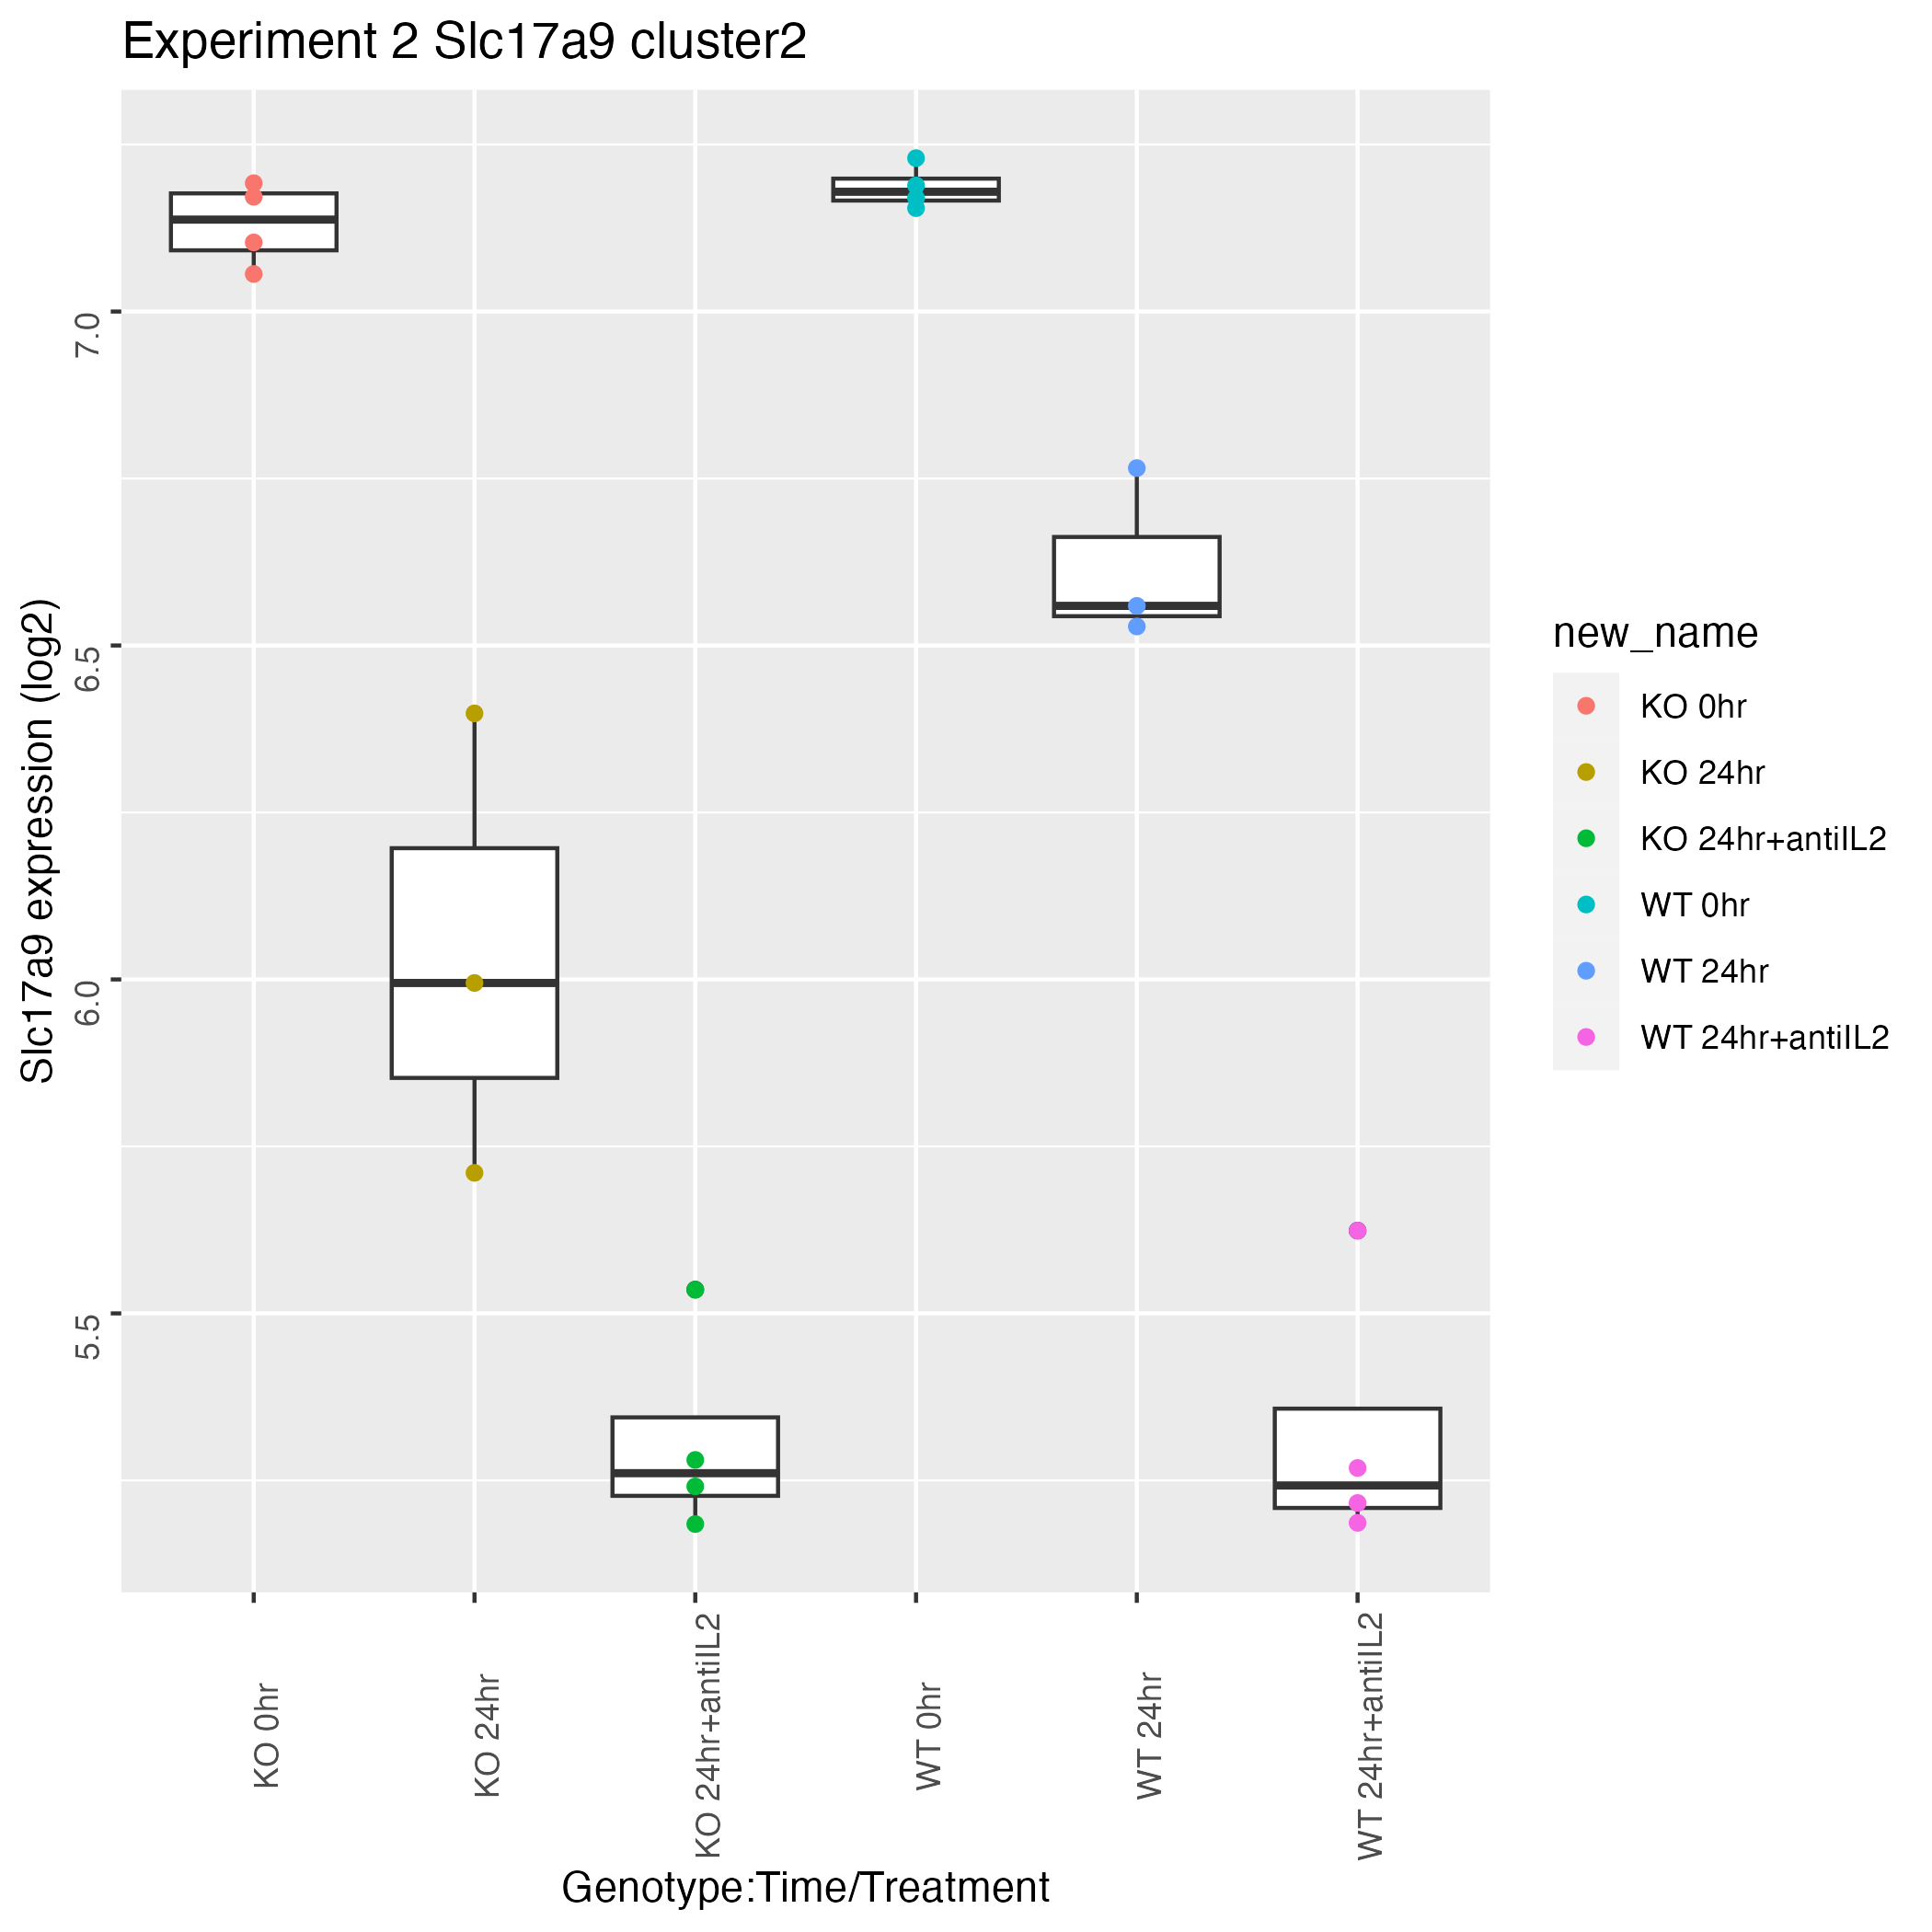 Experiment 2 Slc17a9 cluster2
Slc17a9 expression (log2)
7.0
6.5
6.0
5.5
KO 0hr
KO 24hr
KO 24hr+antiIL2
WT 0hr
WT 24hr
WT 24hr+antiIL2
Genotype:Time/Treatment
new_name
KO 0hr
KO 24hr
KO 24hr+antiIL2
WT 0hr
WT 24hr
WT 24hr+antiIL2